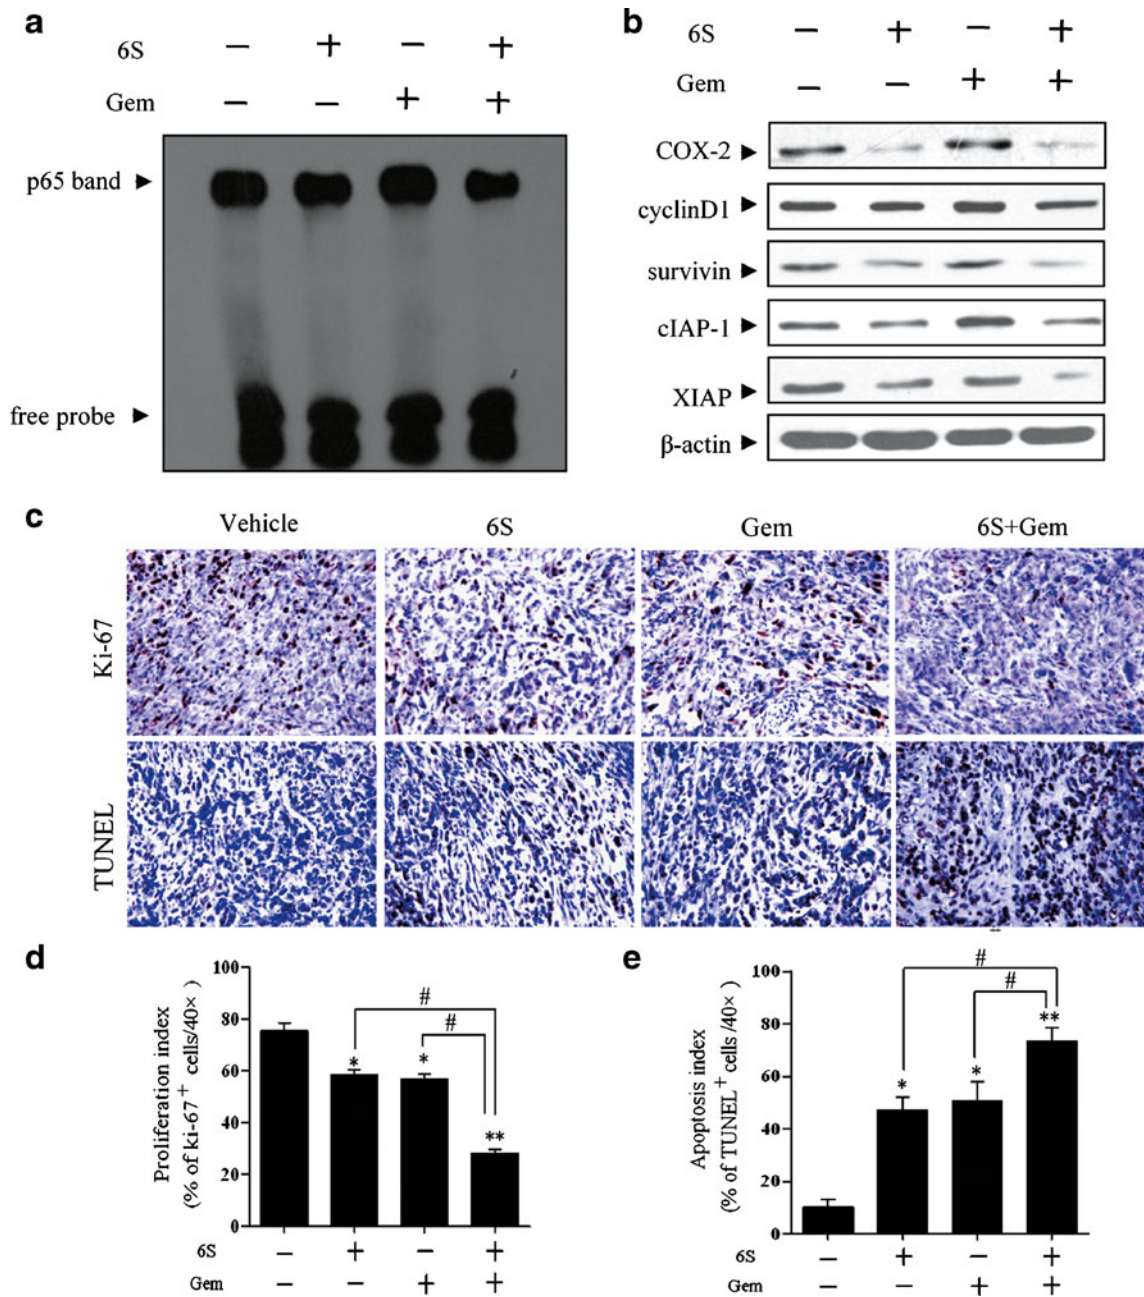 a
6S − + − +
Gem − − + +
p65 band
free probe
b
6S − + − +
Gem − − + +
COX-2
cyclinD1
survivin
cIAP-1
XIAP
β-actin
c
Vehicle 6S Gem 6S+Gem
Ki-67
TUNEL
d
Proliferation index
(% of ki-67⁺ cells/40×)
100
80
60
40
20
0
#
#
* * **
6S − + − +
Gem − − + +
e
Apoptosis index
(% of TUNEL⁺ cells /40×)
100
80
60
40
20
0
#
#
* * **
6S − + − +
Gem − − + +